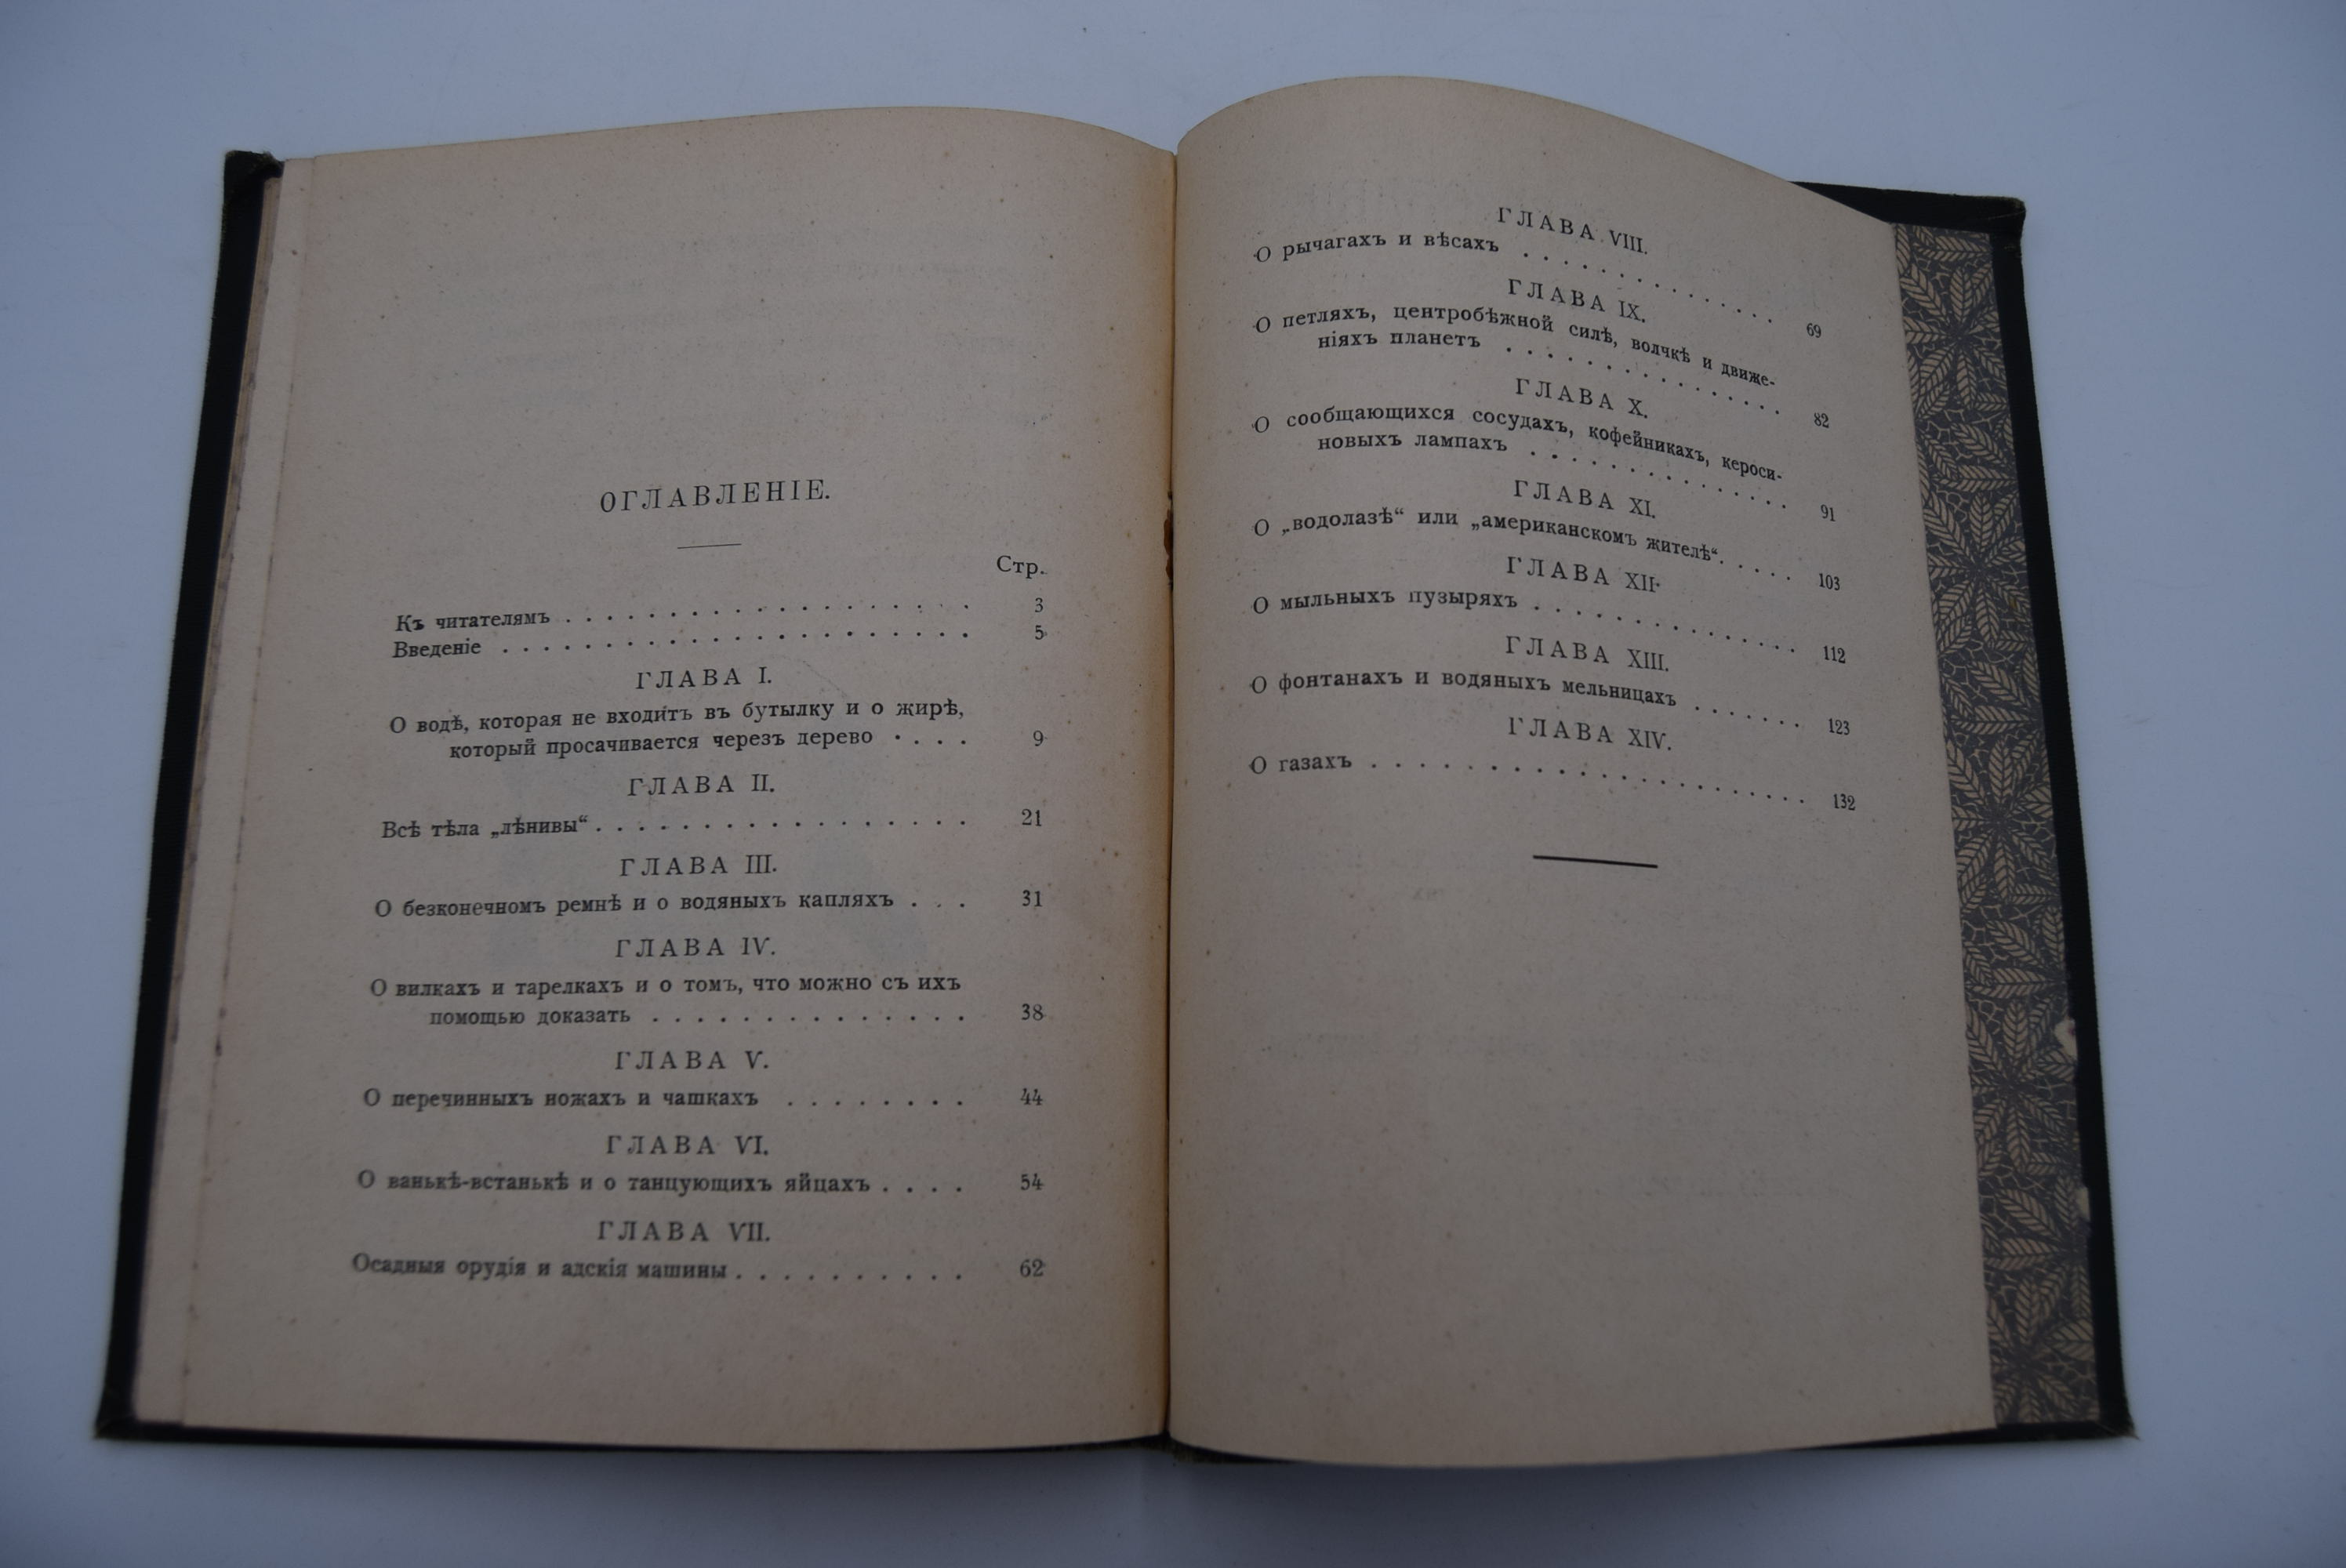 ОГЛАВЛЕНІЕ.
Стр.
Къ читателямъ . . . . . . . . . . . . . . . . . . . . 3
Введеніе . . . . . . . . . . . . . . . . . . . . . . . 5
ГЛАВА I.
О водѣ, которая не входитъ въ бутылку и о жирѣ,
который просачивается черезъ дерево . . . . 9
ГЛАВА II.
Всѣ тѣла „лѣнивы“ . . . . . . . . . . . . . . . . . . 21
ГЛАВА III.
О безконечномъ ремнѣ и о водяныхъ капляхъ . . . 31
ГЛАВА IV.
О вилкахъ и тарелкахъ и о томъ, что можно съ ихъ
помощью доказать . . . . . . . . . . . . . . 38
ГЛАВА V.
О перечинныхъ ножахъ и чашкахъ . . . . . . . . 44
ГЛАВА VI.
О ванькѣ-встанькѣ и о танцующихъ яйцахъ . . . . 54
ГЛАВА VII.
Осадныя орудія и адскія машины . . . . . . . . . . 62
ГЛАВА VIII.
О рычагахъ и вѣсахъ . . . . . . . . . . . . . . 69
ГЛАВА IX.
О петляхъ, центробѣжной силѣ, волчкѣ и движе-
ніяхъ планетъ . . . . . . . . . . . . . . 82
ГЛАВА X.
О сообщающихся сосудахъ, кофейникахъ, кероси-
новыхъ лампахъ . . . . . . . . . . . . . 91
ГЛАВА XI.
О „водолазѣ“ или „американскомъ жителѣ“ . . . . . 103
ГЛАВА XII.
О мыльныхъ пузыряхъ . . . . . . . . . . . . . . 112
ГЛАВА XIII.
О фонтанахъ и водяныхъ мельницахъ . . . . . . . 123
ГЛАВА XIV.
О газахъ . . . . . . . . . . . . . . . . . . . . . . 132